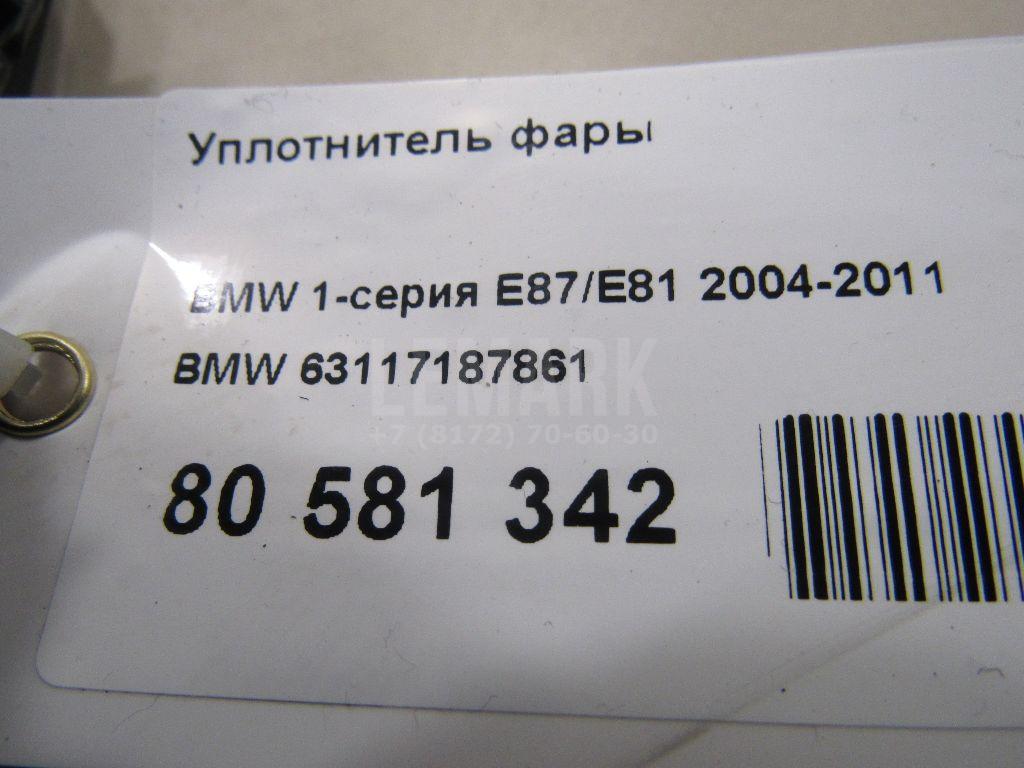 Уплотнитель фары
BMW 1-серия E87/E81 2004-2011
BMW 63117187861
LEMARK
+7 (8172) 70-60-30
80 581 342